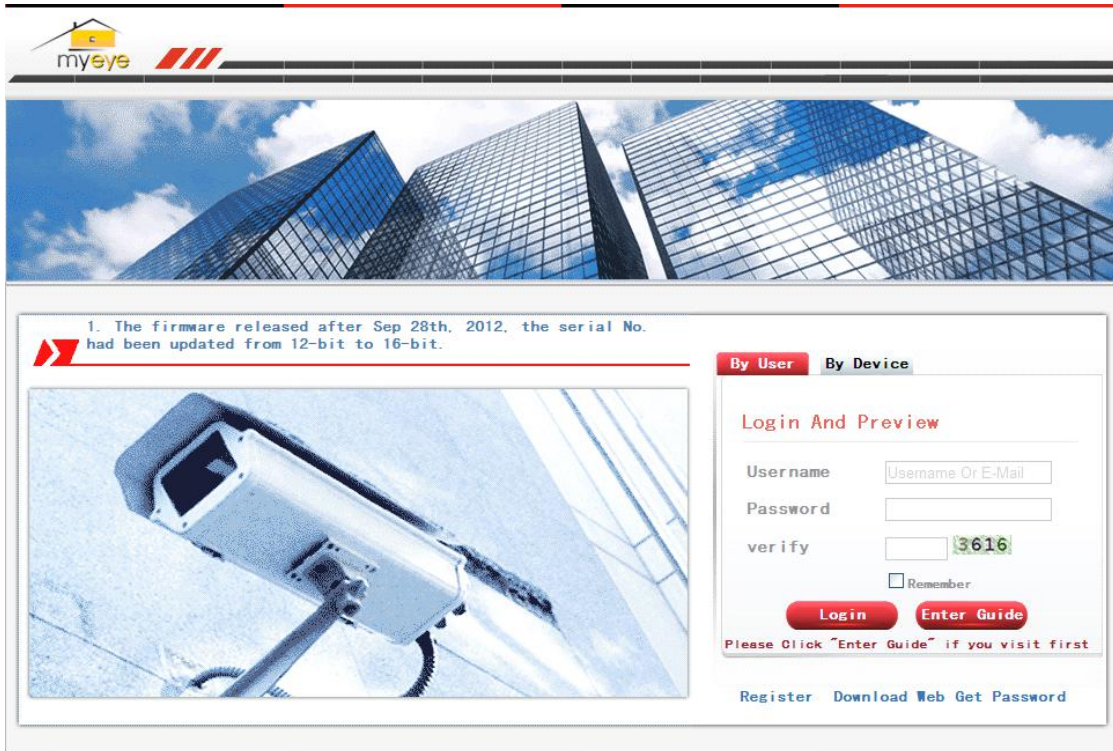 myeye
1. The firmware released after Sep 28th, 2012, the serial No.
had been updated from 12-bit to 16-bit.
By User By Device
Login And Preview
Username Username Or E-Mail
Password
verify 3616
Remember
Login Enter Guide
Please Click "Enter Guide" if you visit first
Register Download Web Get Password